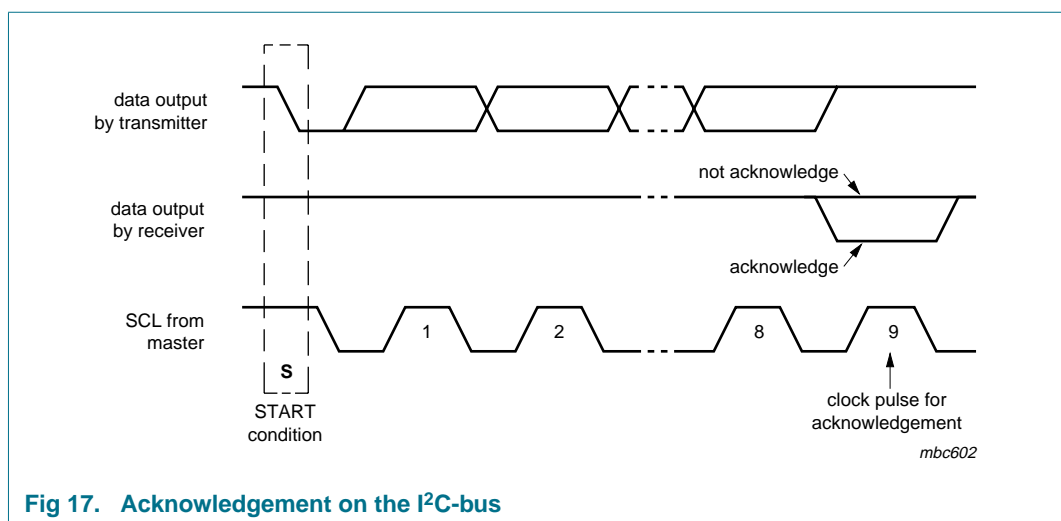 data output
by transmitter
not acknowledge
data output
by receiver
acknowledge
SCL from
master
1
2
8
9
S
START
condition
clock pulse for
acknowledgement
mbc602
Fig 17. Acknowledgement on the I²C-bus